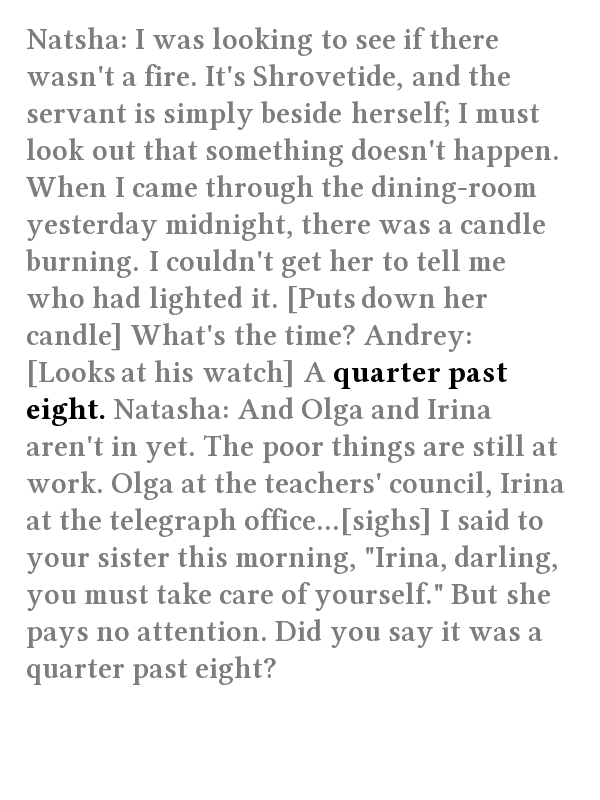 Natsha: I was looking to see if there
wasn't a fire. It's Shrovetide, and the
servant is simply beside herself; I must
look out that something doesn't happen.
When I came through the dining-room
yesterday midnight, there was a candle
burning. I couldn't get her to tell me
who had lighted it. [Puts down her
candle] What's the time? Andrey:
[Looks at his watch] A quarter past
eight. Natasha: And Olga and Irina
aren't in yet. The poor things are still at
work. Olga at the teachers' council, Irina
at the telegraph office...[sighs] I said to
your sister this morning, "Irina, darling,
you must take care of yourself." But she
pays no attention. Did you say it was a
quarter past eight?